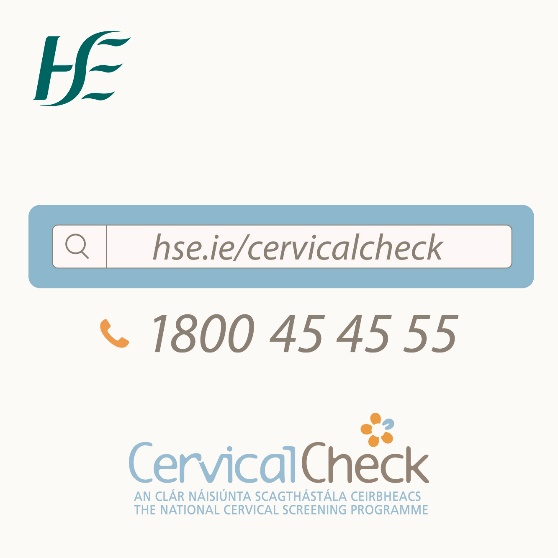 HSE
hse.ie/cervicalcheck
1800 45 45 55
CervicalCheck
AN CLÁR NÁISIÚNTA SCAGTHÁSTÁLA CEIRBHEACS
THE NATIONAL CERVICAL SCREENING PROGRAMME